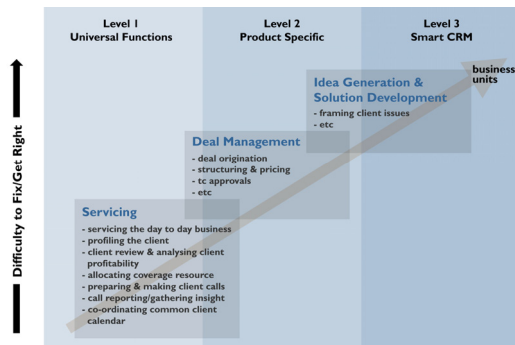 Level 1
Universal Functions
Level 2
Product Specific
Level 3
Smart CRM
business
units
Idea Generation &
Solution Development
- framing client issues
- etc
Deal Management
- deal origination
- structuring & pricing
- tc approvals
- etc
Servicing
- servicing the day to day business
- profiling the client
- client review & analysing client
profitability
- allocating coverage resource
- preparing & making client calls
- call reporting/gathering insight
- co-ordinating common client
calendar
Difficulty to Fix/Get Right